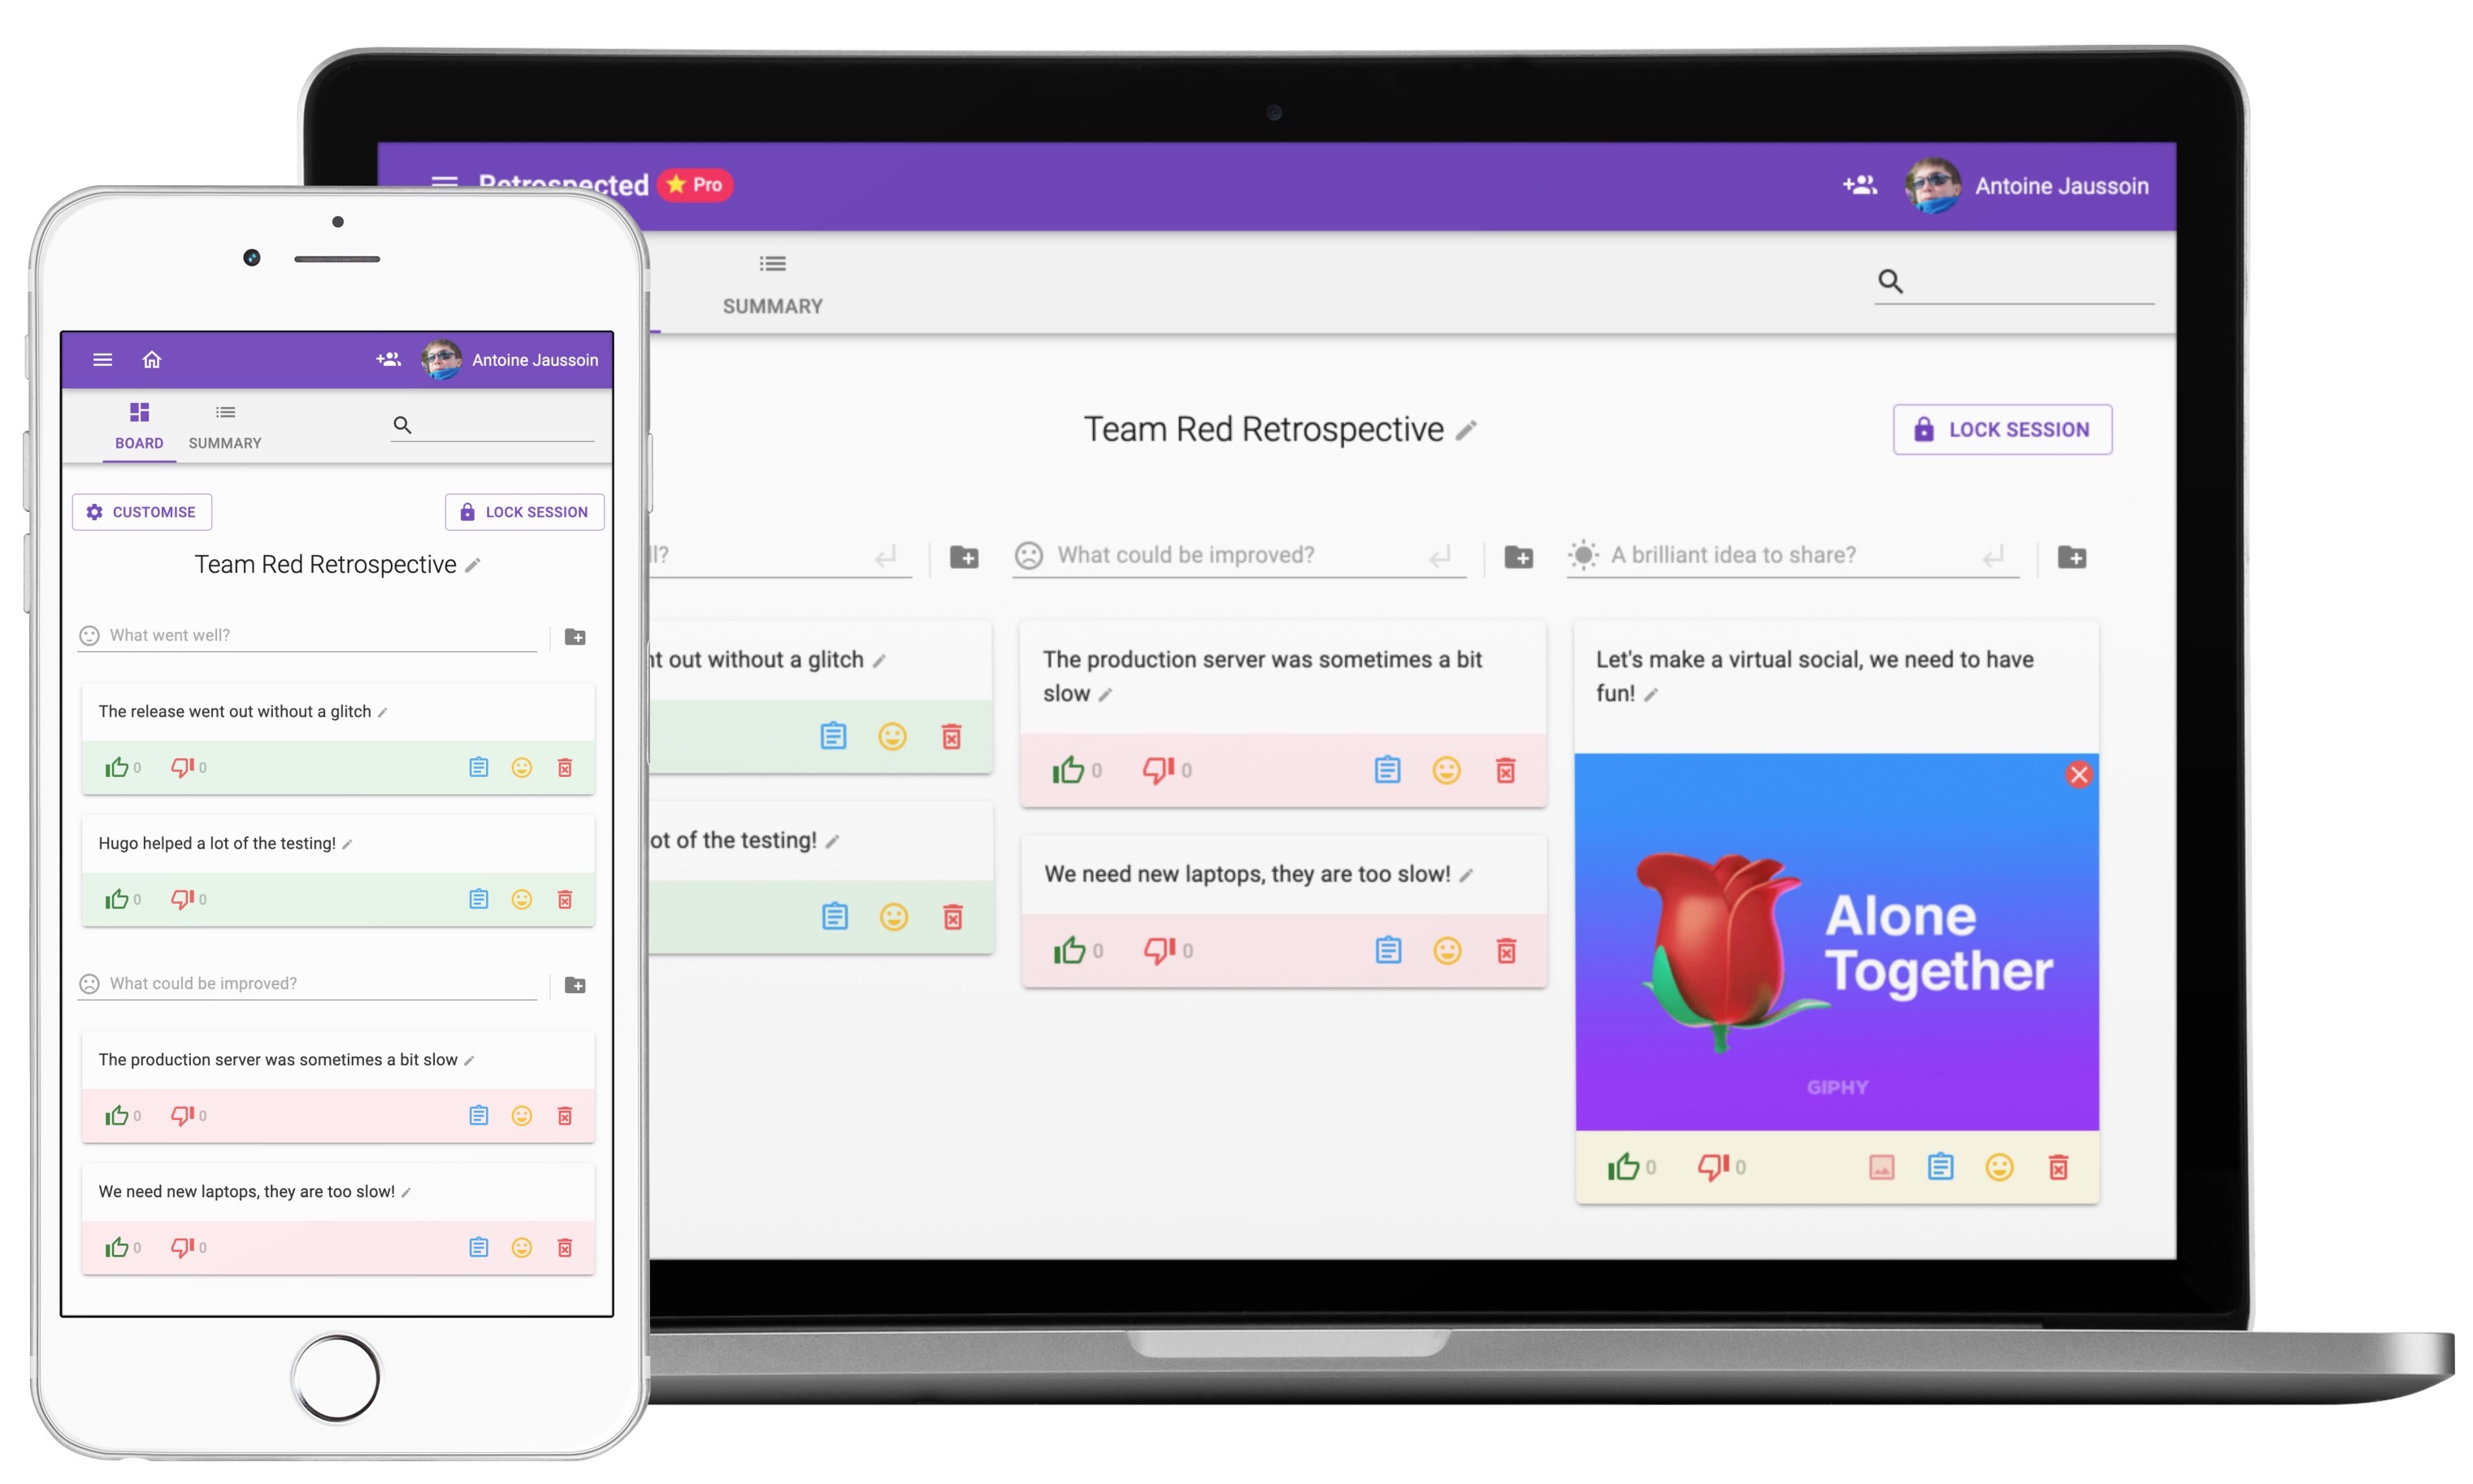 Retrospected Pro
Antoine Jaussoin
SUMMARY
Team Red Retrospective
LOCK SESSION
ll?
What could be improved?
A brilliant idea to share?
nt out without a glitch
ot of the testing!
The production server was sometimes a bit
slow
0 0
We need new laptops, they are too slow!
0 0
Let's make a virtual social, we need to have
fun!
Alone
Together
GIPHY
0 0
Antoine Jaussoin
BOARD SUMMARY
CUSTOMISE LOCK SESSION
Team Red Retrospective
What went well?
The release went out without a glitch
0 0
Hugo helped a lot of the testing!
0 0
What could be improved?
The production server was sometimes a bit slow
0 0
We need new laptops, they are too slow!
0 0